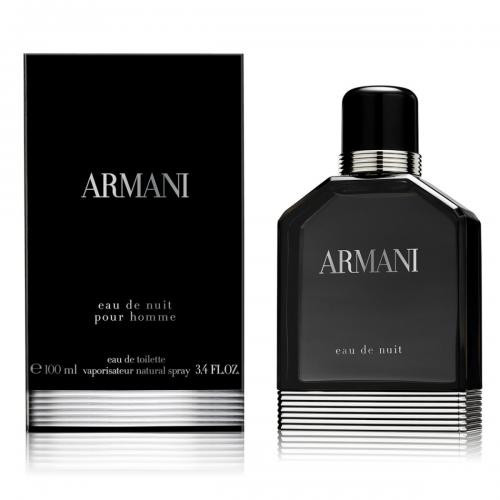 ARMANI
eau de nuit
pour homme
eau de toilette
℮ 100 ml vaporisateur natural spray 3.4 FL.OZ
ARMANI
eau de nuit